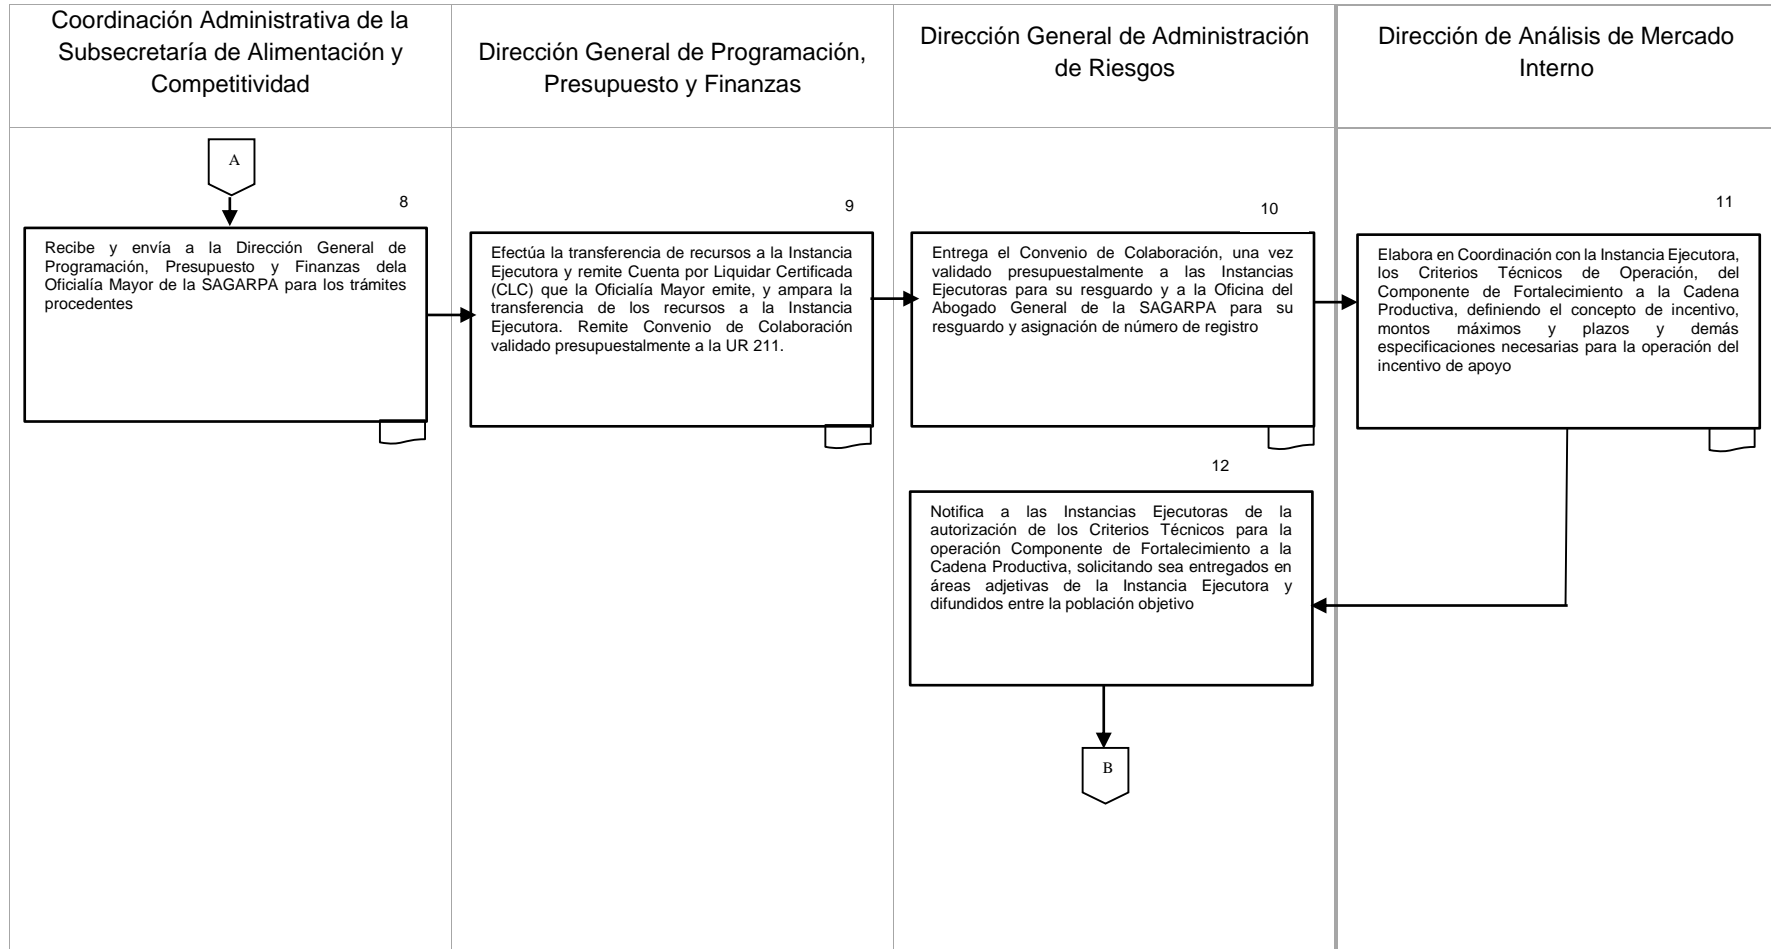 Coordinación Administrativa de la
Subsecretaría de Alimentación y
Competitividad
Dirección General de Programación,
Presupuesto y Finanzas
Dirección General de Administración
de Riesgos
Dirección de Análisis de Mercado
Interno
A
8
Recibe y envía a la Dirección General de
Programación, Presupuesto y Finanzas dela
Oficialía Mayor de la SAGARPA para los trámites
procedentes
9
Efectúa la transferencia de recursos a la Instancia
Ejecutora y remite Cuenta por Liquidar Certificada
(CLC) que la Oficialía Mayor emite, y ampara la
transferencia de los recursos a la Instancia
Ejecutora. Remite Convenio de Colaboración
validado presupuestalmente a la UR 211.
10
Entrega el Convenio de Colaboración, una vez
validado presupuestalmente a las Instancias
Ejecutoras para su resguardo y a la Oficina del
Abogado General de la SAGARPA para su
resguardo y asignación de número de registro
11
Elabora en Coordinación con la Instancia Ejecutora,
los Criterios Técnicos de Operación, del
Componente de Fortalecimiento a la Cadena
Productiva, definiendo el concepto de incentivo,
montos máximos y plazos y demás
especificaciones necesarias para la operación del
incentivo de apoyo
12
Notifica a las Instancias Ejecutoras de la
autorización de los Criterios Técnicos para la
operación Componente de Fortalecimiento a la
Cadena Productiva, solicitando sea entregados en
áreas adjetivas de la Instancia Ejecutora y
difundidos entre la población objetivo
B